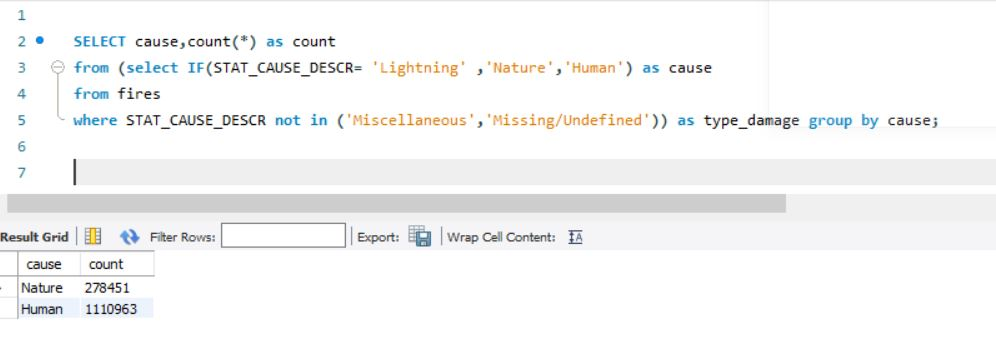 1
2 SELECT cause,count(*) as count
3 from (select IF(STAT_CAUSE_DESCR= 'Lightning' ,'Nature','Human') as cause
4 from fires
5 where STAT_CAUSE_DESCR not in ('Miscellaneous','Missing/Undefined')) as type_damage group by cause;
6
7
Result Grid Filter Rows: Export: Wrap Cell Content: IA
cause count
Nature 278451
Human 1110963